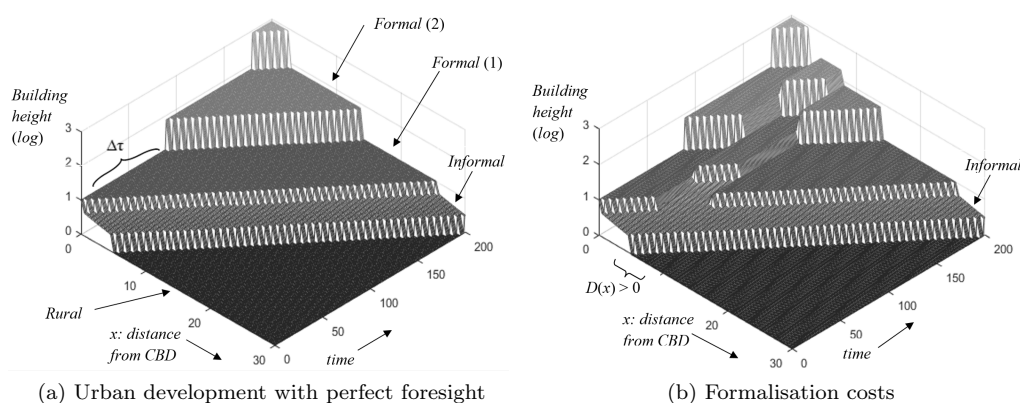 Formal (2)
Formal (1)
Building
height
(log)
3
Δτ
2
Informal
1
0
0
200
150
10
100
Rural
20
50
x: distance
from CBD
time
30
0
(a) Urban development with perfect foresight
Building
height
(log)
3
2
Informal
1
0
0
200
150
D(x) > 0
100
20
50
x: distance
from CBD
time
30
0
(b) Formalisation costs